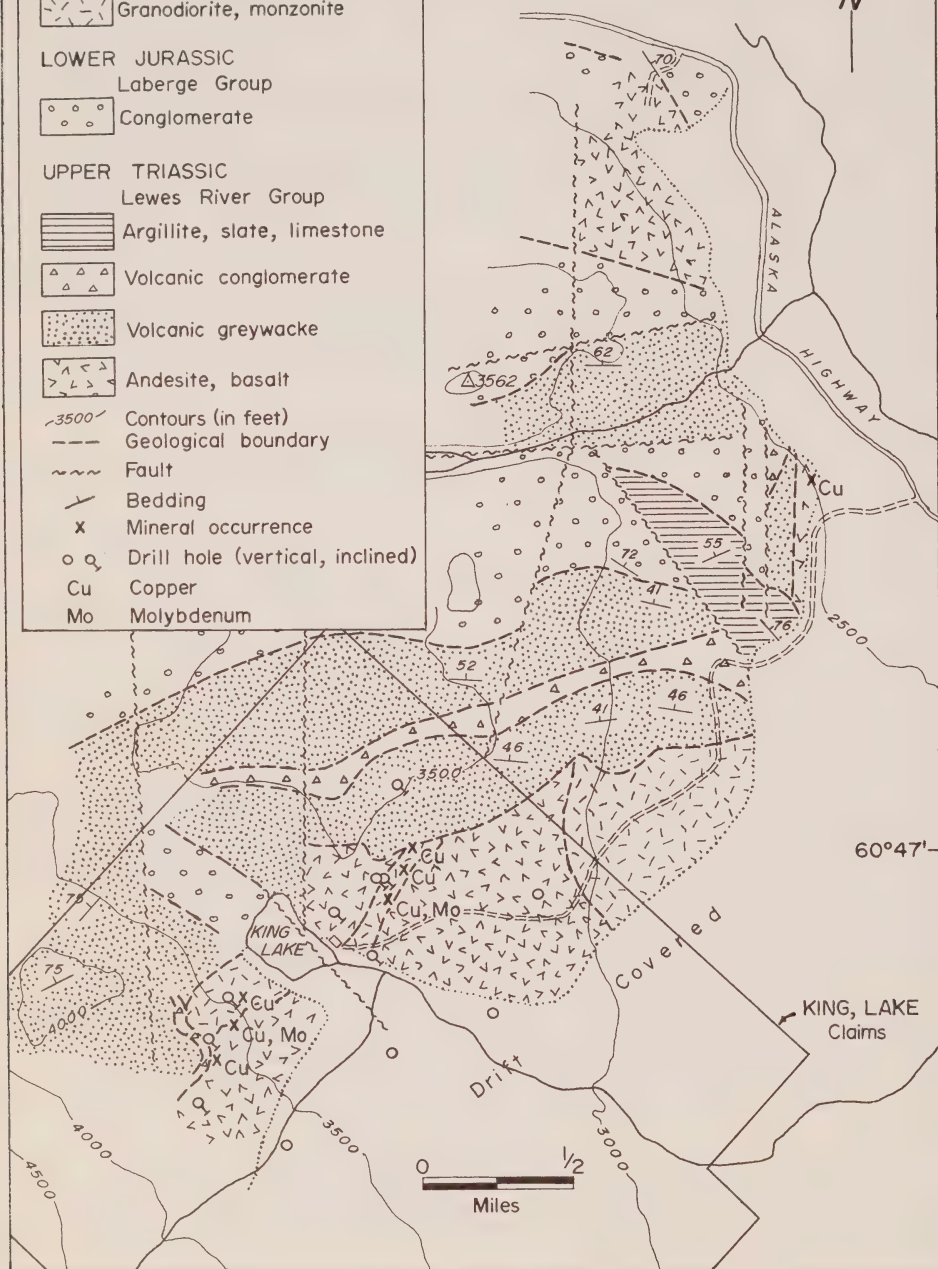 Granodiorite, monzonite
LOWER JURASSIC
Laberge Group
Conglomerate
UPPER TRIASSIC
Lewes River Group
Argillite, slate, limestone
Volcanic conglomerate
Volcanic greywacke
Andesite, basalt
3500 Contours (in feet)
Geological boundary
Fault
Bedding
x Mineral occurrence
Drill hole (vertical, inclined)
Cu Copper
Mo Molybdenum
N
70
ALASKA
HIGHWAY
62
3562
Cu
55
72
41
76
2500
52
46
41
46
3500
60°47'
Cu
Cu
Cu, Mo
KING
LAKE
75
75
4000
Covered
KING, LAKE
Claims
Cu
Cu, Mo
Cu
Drift
4000
3500
3000
4500
0 1/2
Miles